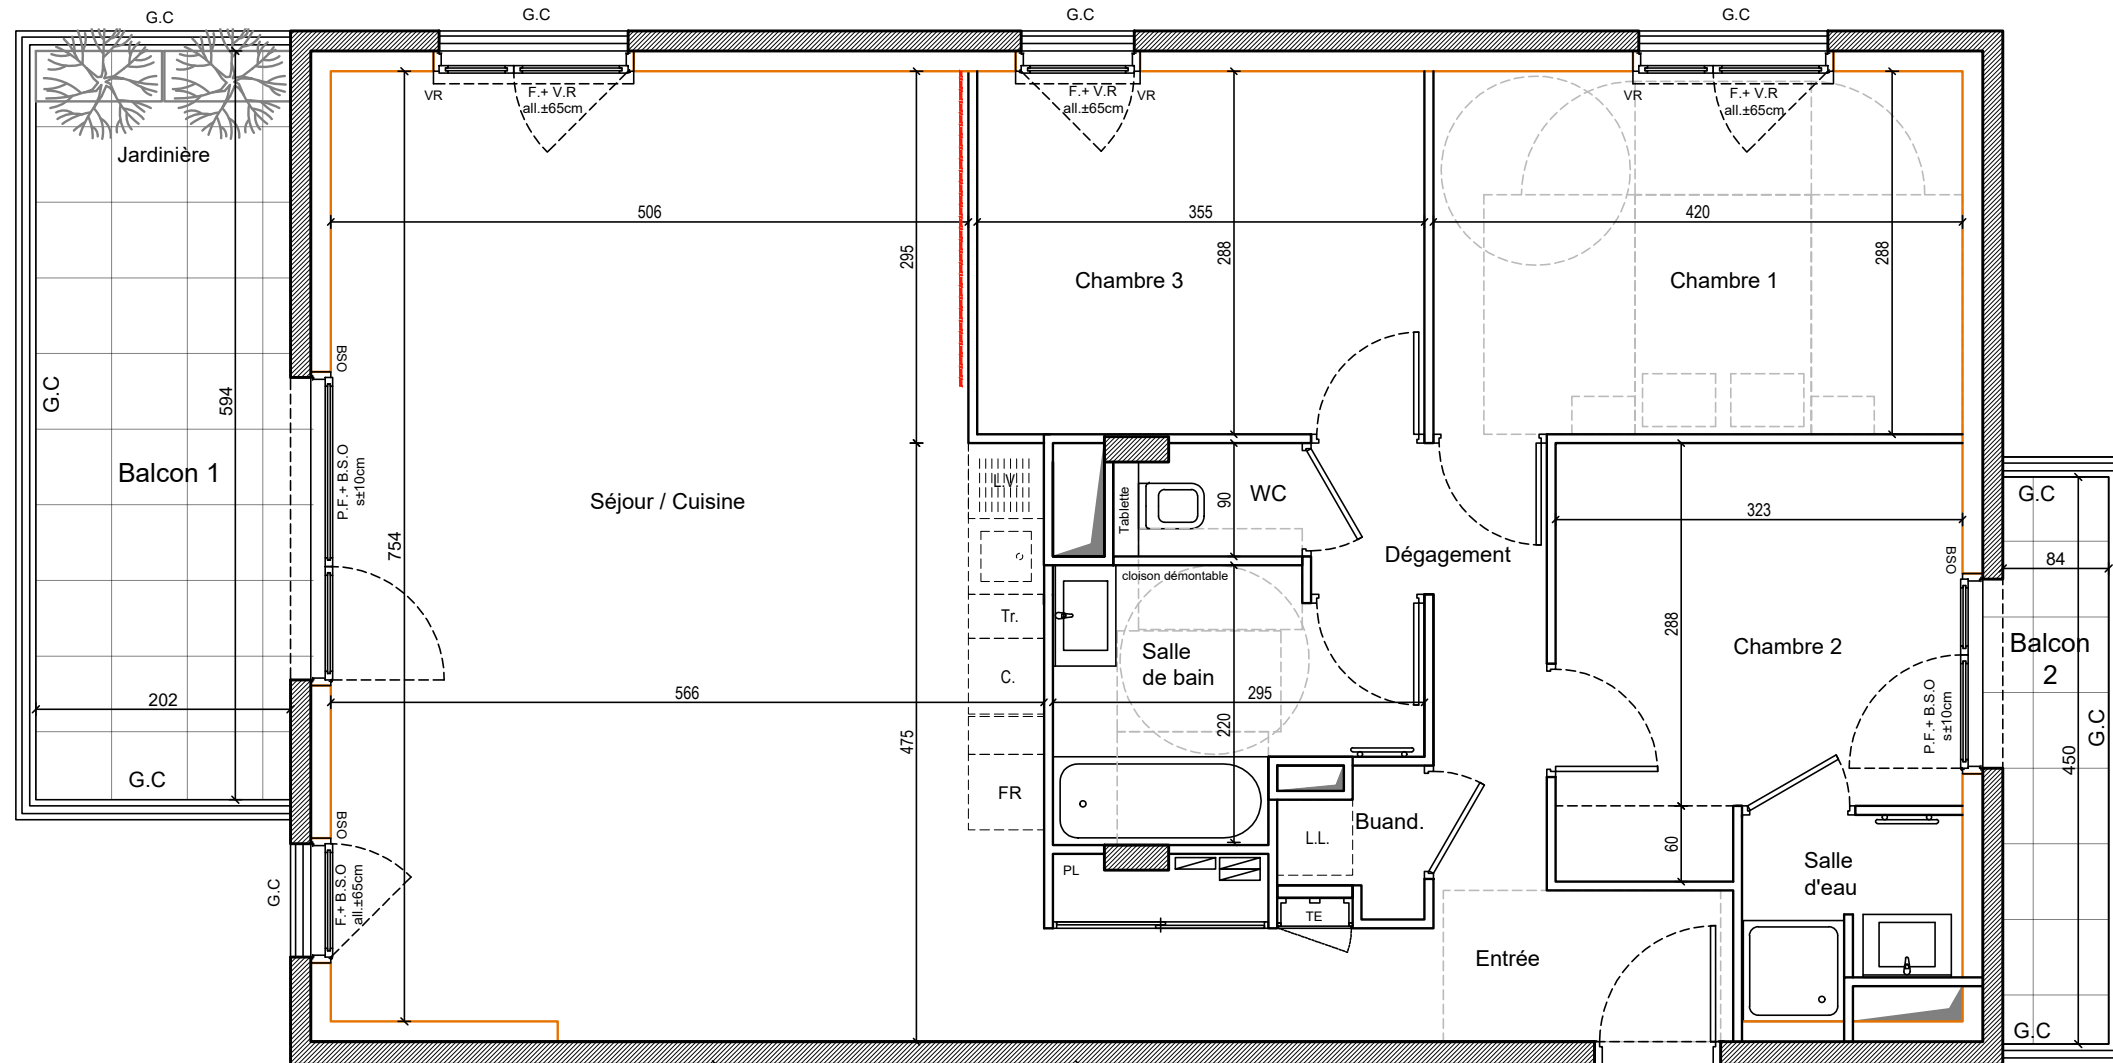 G.C
G.C
G.C
G.C
VR
F.+ V.R
all.±65cm
F.+ V.R
all.±65cm
VR
VR
F.+ V.R
all.±65cm
Jardinière
506
355
420
295
288
288
Chambre 3
Chambre 1
BSO
G.C
594
Balcon 1
P.F.+ B.S.O
s±10cm
754
Séjour / Cuisine
L.V.
Tablette
90
WC
323
G.C
Dégagement
BSO
84
cloison démontable
Tr.
288
Salle
de bain
Chambre 2
Balcon
2
C.
202
566
295
220
475
P.F.+ B.S.O
s±10cm
G.C
450
G.C
FR
BSO
Buand.
L.L.
60
G.C
F.+ B.S.O
all.±65cm
PL
Salle
d'eau
TE
Entrée
G.C